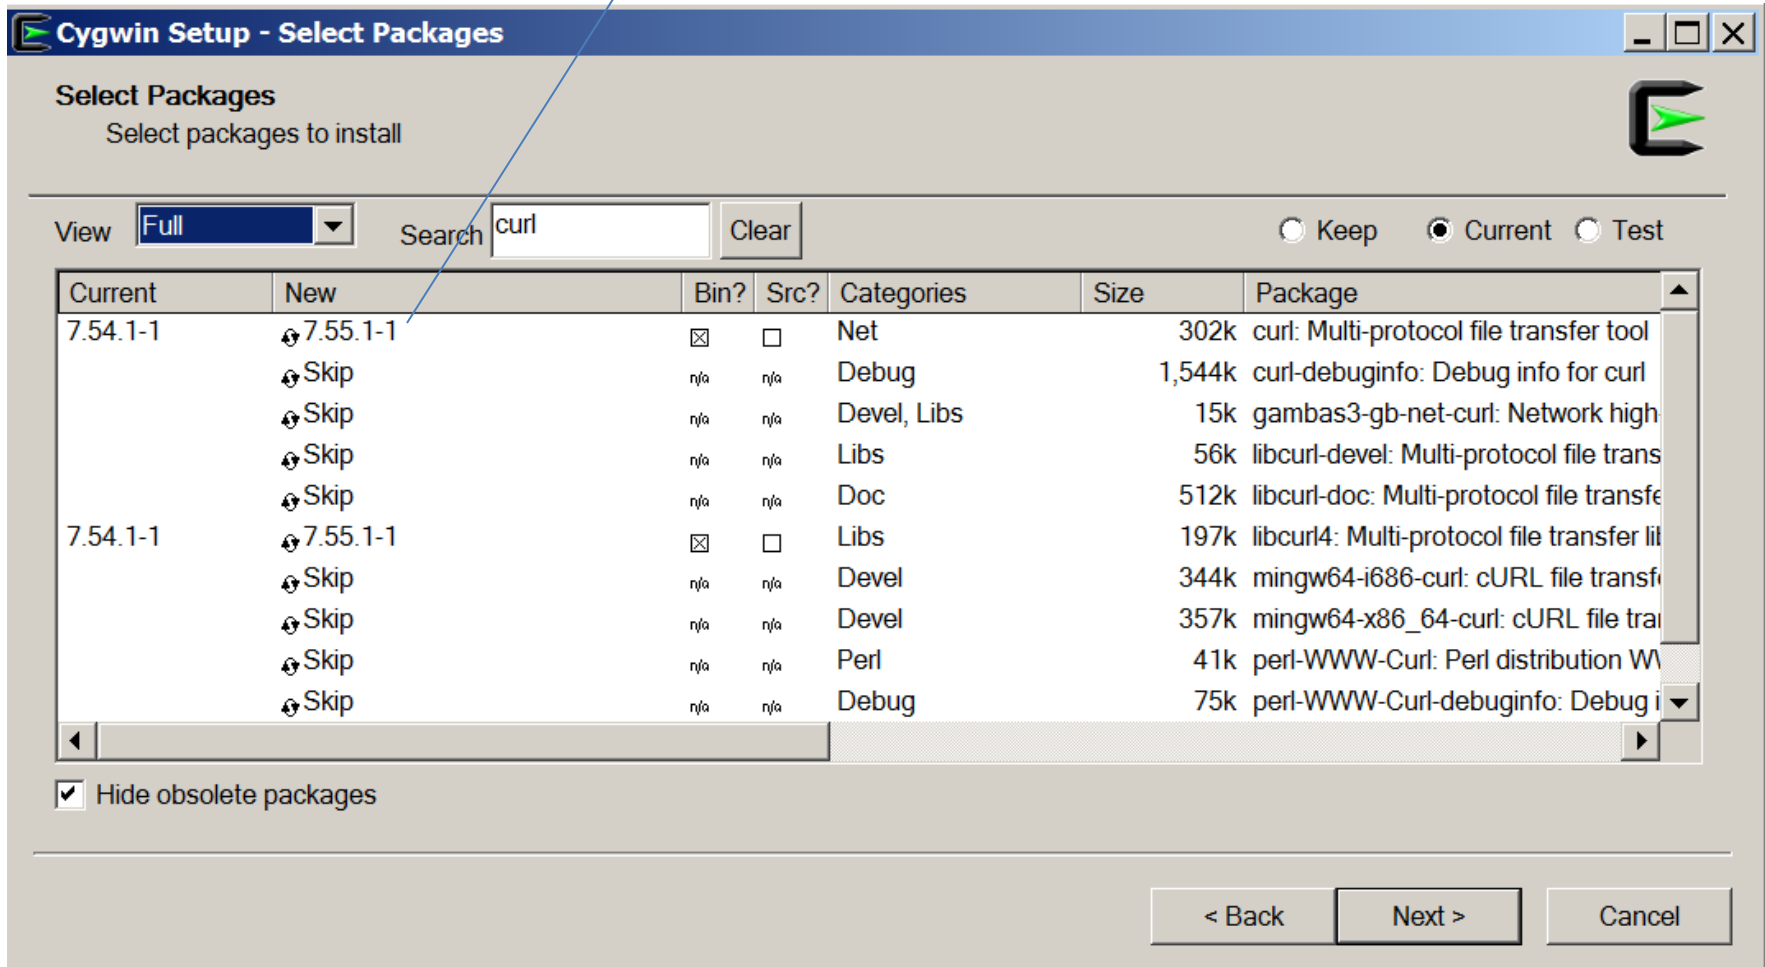 Cygwin Setup - Select Packages
Select Packages
Select packages to install
View Full Search curl Clear Keep Current Test
Current New Bin? Src? Categories Size Package
7.54.1-1 7.55.1-1 Net 302k curl: Multi-protocol file transfer tool
Skip n/a n/a Debug 1,544k curl-debuginfo: Debug info for curl
Skip n/a n/a Devel, Libs 15k gambas3-gb-net-curl: Network high-
Skip n/a n/a Libs 56k libcurl-devel: Multi-protocol file trans
Skip n/a n/a Doc 512k libcurl-doc: Multi-protocol file transfe
7.54.1-1 7.55.1-1 Libs 197k libcurl4: Multi-protocol file transfer lib
Skip n/a n/a Devel 344k mingw64-i686-curl: cURL file transfe
Skip n/a n/a Devel 357k mingw64-x86_64-curl: cURL file tran
Skip n/a n/a Perl 41k perl-WWW-Curl: Perl distribution WW
Skip n/a n/a Debug 75k perl-WWW-Curl-debuginfo: Debug i
Hide obsolete packages
< Back Next > Cancel